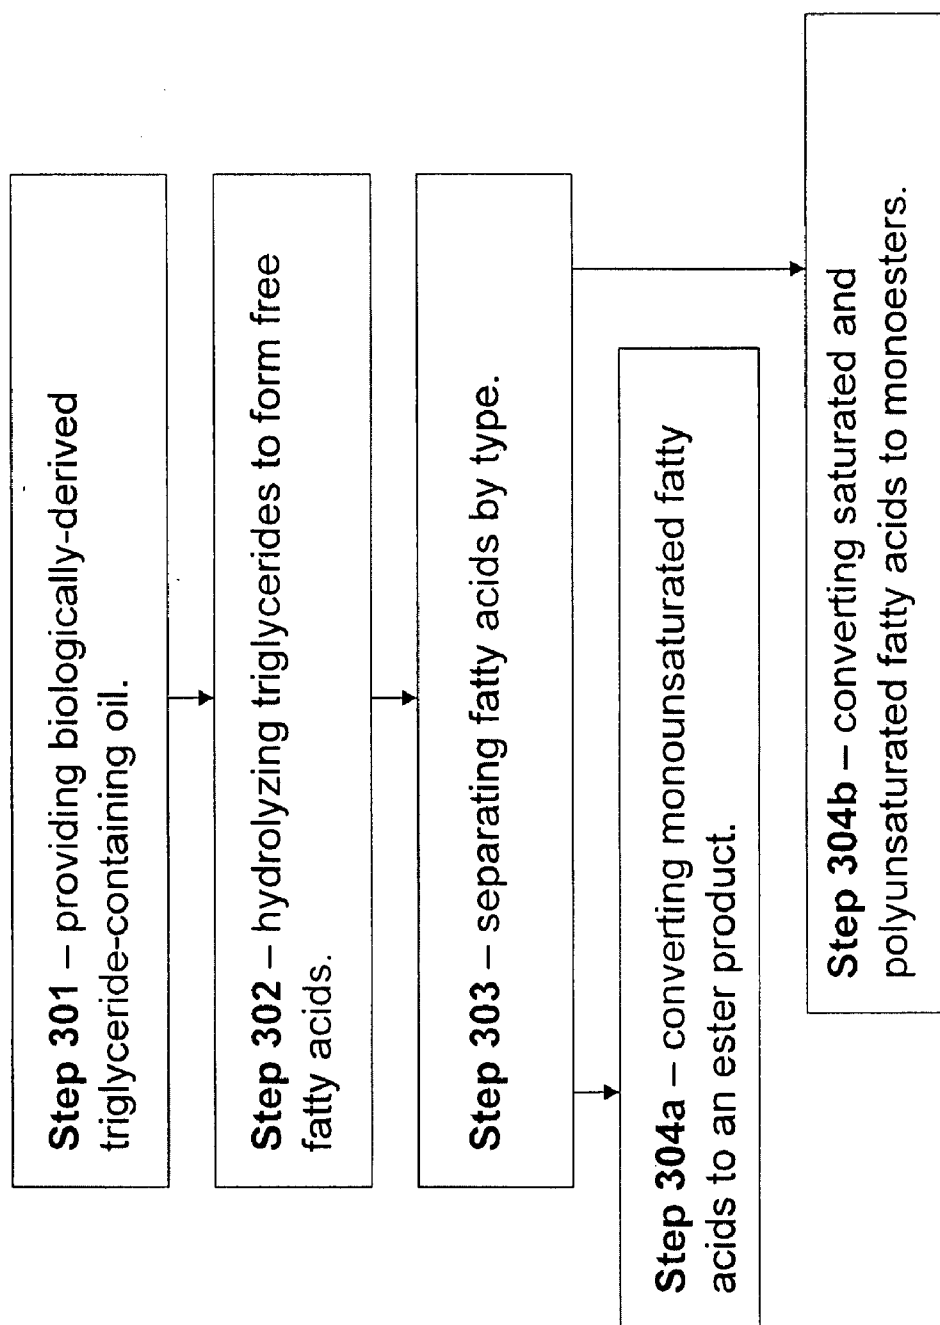 Step 301 – providing biologically-derived
triglyceride-containing oil.
Step 302 – hydrolyzing triglycerides to form free
fatty acids.
Step 303 – separating fatty acids by type.
Step 304a – converting monounsaturated fatty
acids to an ester product.
Step 304b – converting saturated and
polyunsaturated fatty acids to monoesters.